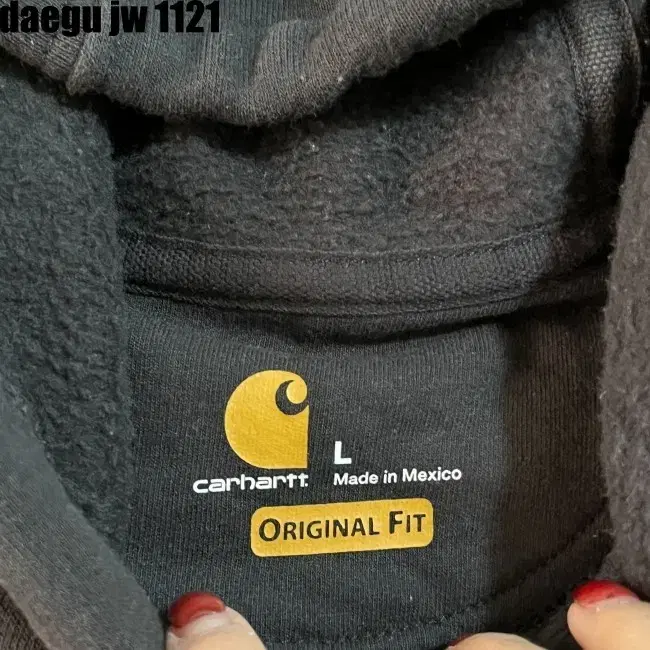 daegu jw 1121
L
carhartt
Made in Mexico
ORIGINAL FIT